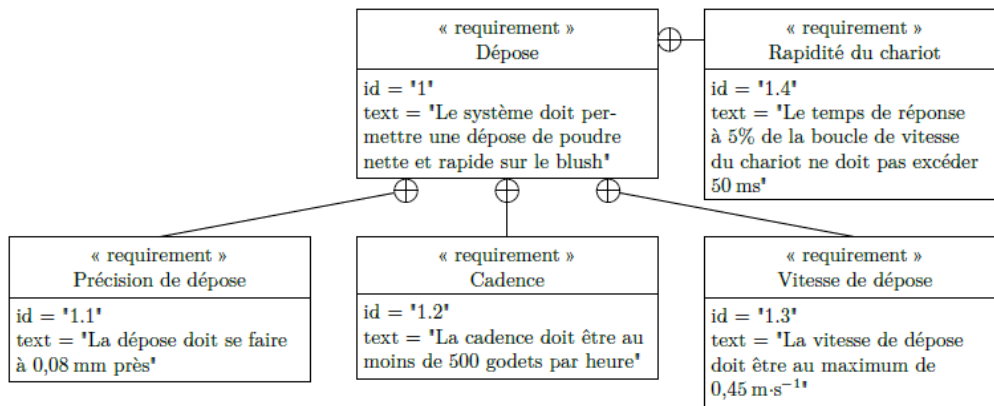 « requirement »
Dépose
id = "1"
text = "Le système doit per-
mettre une dépose de poudre
nette et rapide sur le blush"
« requirement »
Rapidité du chariot
id = "1.4"
text = "Le temps de réponse
à 5% de la boucle de vitesse
du chariot ne doit pas excéder
50 ms"
« requirement »
Précision de dépose
id = "1.1"
text = "La dépose doit se faire
à 0,08 mm près"
« requirement »
Cadence
id = "1.2"
text = "La cadence doit être au
moins de 500 godets par heure"
« requirement »
Vitesse de dépose
id = "1.3"
text = "La vitesse de dépose
doit être au maximum de
0,45 m·s⁻¹"